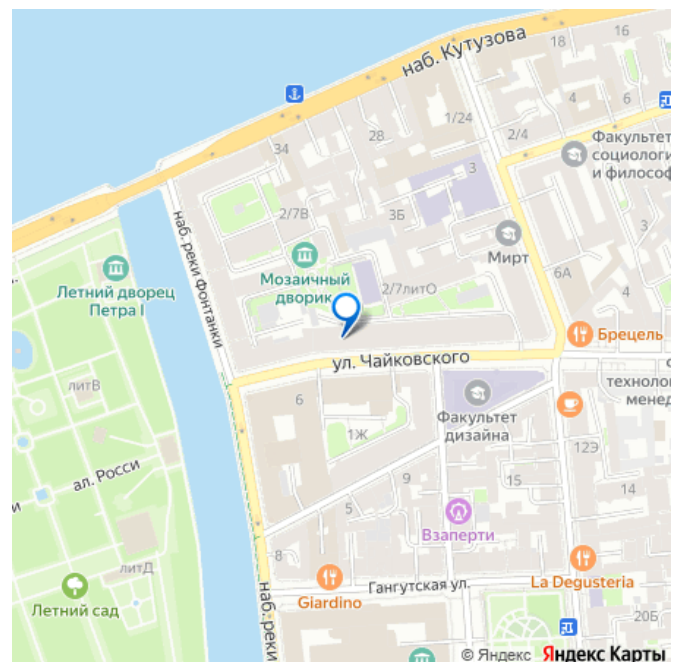 наб. Кутузова
18
16
4
6
1/24
28
2/4
34
Факультет
социологи
и философ
3
3
2/7В
3Б
наб. реки Фонтанки
Мирт
Мозаичный
дворик
Летний дворец
Петра I
2/7литО
6А
4
Брецель
ул. Чайковского
литВ
6
Факультет
дизайна
техноло
менед
1Ж
12Э
ал. Росси
и
9
15
14
5
Взаперти
8
литД
La Degusteria
Гангутская ул.
Giardino
Летний сад
наб. реки
20Б
© Яндекс Яндекс Карты